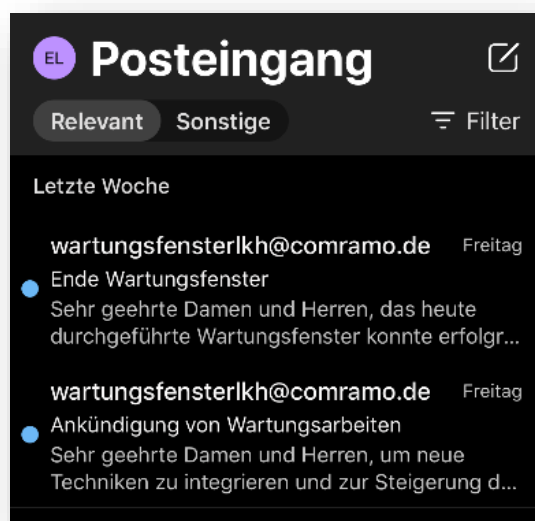 EL Posteingang
Relevant Sonstige Filter
Letzte Woche
wartungsfensterlkh@comramo.de Freitag
Ende Wartungsfenster
Sehr geehrte Damen und Herren, das heute
durchgeführte Wartungsfenster konnte erfolgr...
wartungsfensterlkh@comramo.de Freitag
Ankündigung von Wartungsarbeiten
Sehr geehrte Damen und Herren, um neue
Techniken zu integrieren und zur Steigerung d...